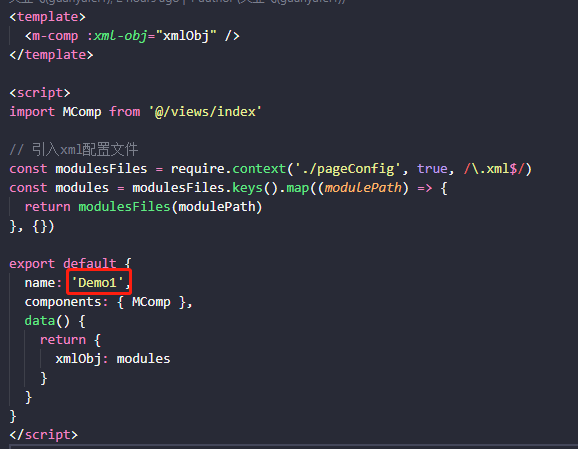 <template>
<m-comp :xml-obj="xmlObj" />
</template>
<script>
import MComp from '@/views/index'
// 引入xml配置文件
const modulesFiles = require.context('./pageConfig', true, /\.xml$/)
const modules = modulesFiles.keys().map((modulePath) => {
return modulesFiles(modulePath)
}, {})
export default {
name: 'Demo1',
components: { MComp },
data() {
return {
xmlObj: modules
}
}
}
</script>